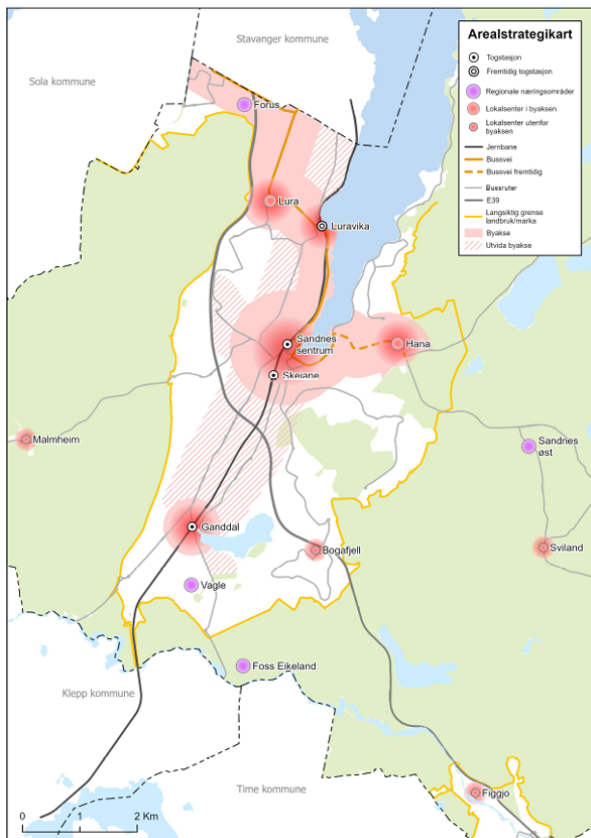 Stavanger kommune
Sola kommune
Arealstrategikart
Togstasjon
Fremtidig togstasjon
Regionale næringsområder
Lokalsenter i byaksen
Lokalsenter utenfor
byaksen
Jernbane
Bussvei
Bussvei fremtidig
Bussruter
E39
Langsiktig grense
landbruk/marka
Byakse
Utvida byakse
Forus
Lura
Luravika
Sandnes
sentrum
Hana
Skeiane
Malmheim
Sandnes
øst
Ganddal
Bogafjell
Sviland
Vagle
Foss Eikeland
Klepp kommune
Time kommune
Figgjo
0 1 2 Km